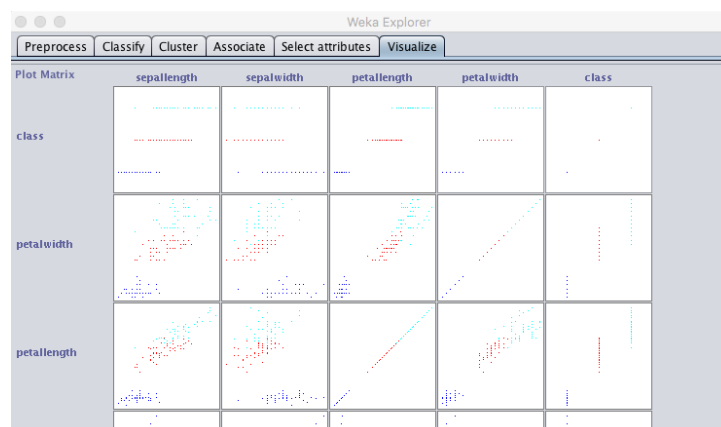 Weka Explorer
Preprocess Classify Cluster Associate Select attributes Visualize
Plot Matrix sepallength sepalwidth petallength petalwidth class
class
petalwidth
petallength